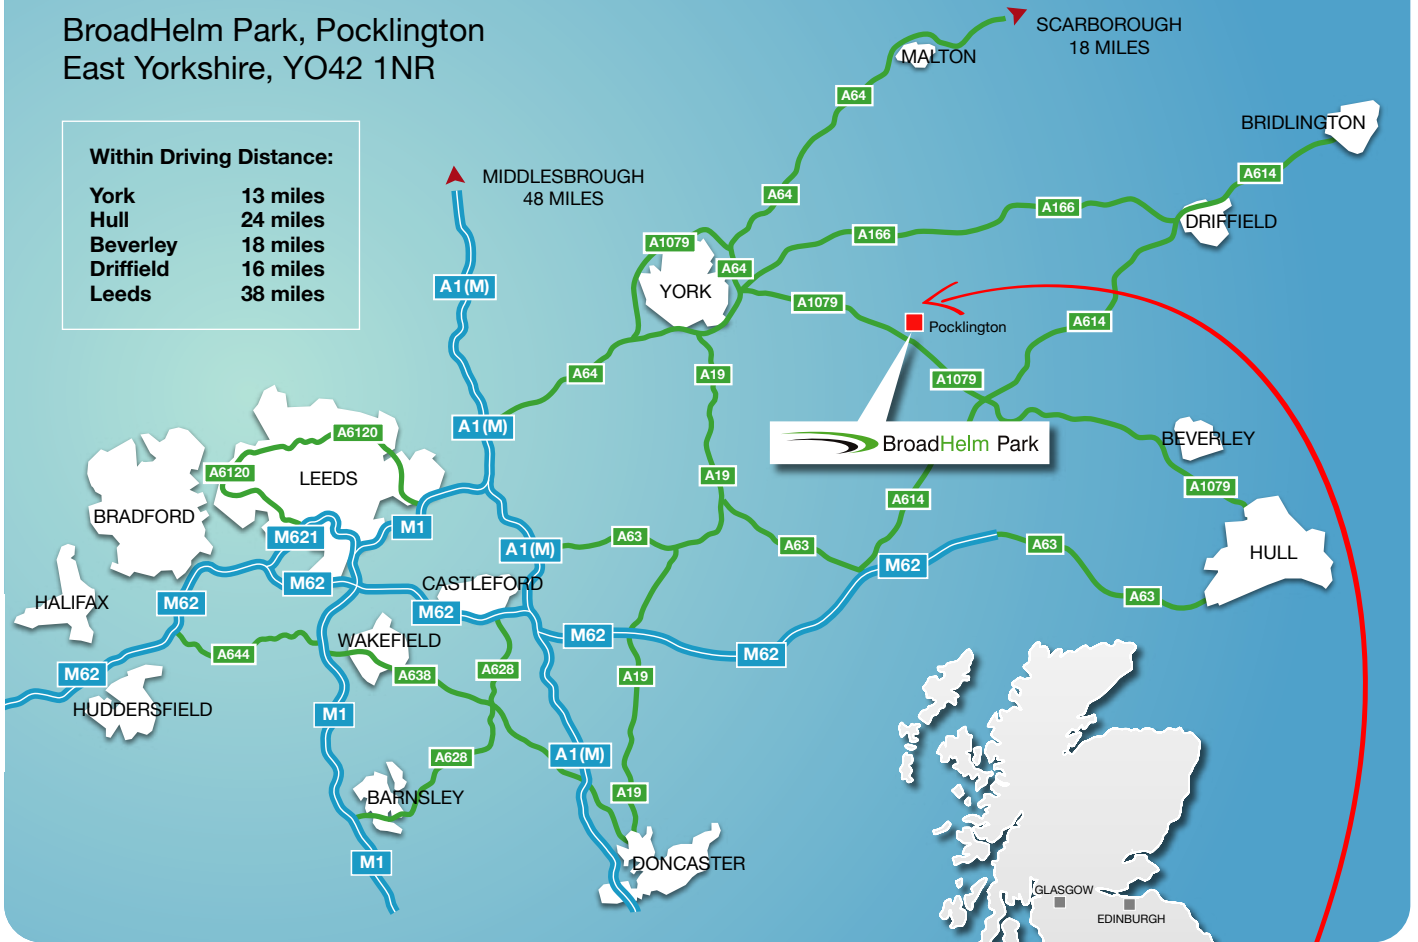 BroadHelm Park, Pocklington
East Yorkshire, YO42 1NR
Within Driving Distance:
York 13 miles
Hull 24 miles
Beverley 18 miles
Driffield 16 miles
Leeds 38 miles
SCARBOROUGH
18 MILES
MALTON
A64
BRIDLINGTON
A614
MIDDLESBROUGH
48 MILES
A64
A166
A166
DRIFFIELD
A1079
A64
YORK
A1(M)
A1079
Pocklington
A614
A64
A19
A1079
A1(M)
A6120
BroadHelm Park
BEVERLEY
A6120
LEEDS
A19
A1079
A614
BRADFORD
M621
M1
A63
A63
A63
A1(M)
HULL
M62
M62
CASTLEFORD
HALIFAX
M62
M62
A63
WAKEFIELD
M62
M62
A644
M62
A638
A628
A19
HUDDERSFIELD
M1
A628
A1(M)
BARNSLEY
A19
M1
DONCASTER
GLASGOW
EDINBURGH